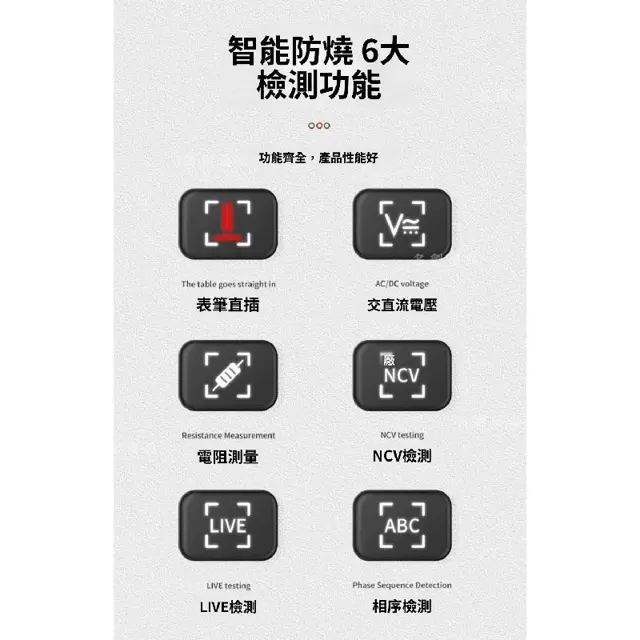 智能防燒 6大
檢測功能
功能齊全，產品性能好
The table goes straight in
表筆直插
V
AC/DC voltage
交直流電壓
Resistance Measurement
電阻測量
廠
NCV
NCV testing
NCV檢測
LIVE
LIVE testing
LIVE檢測
ABC
Phase Sequence Detection
相序檢測